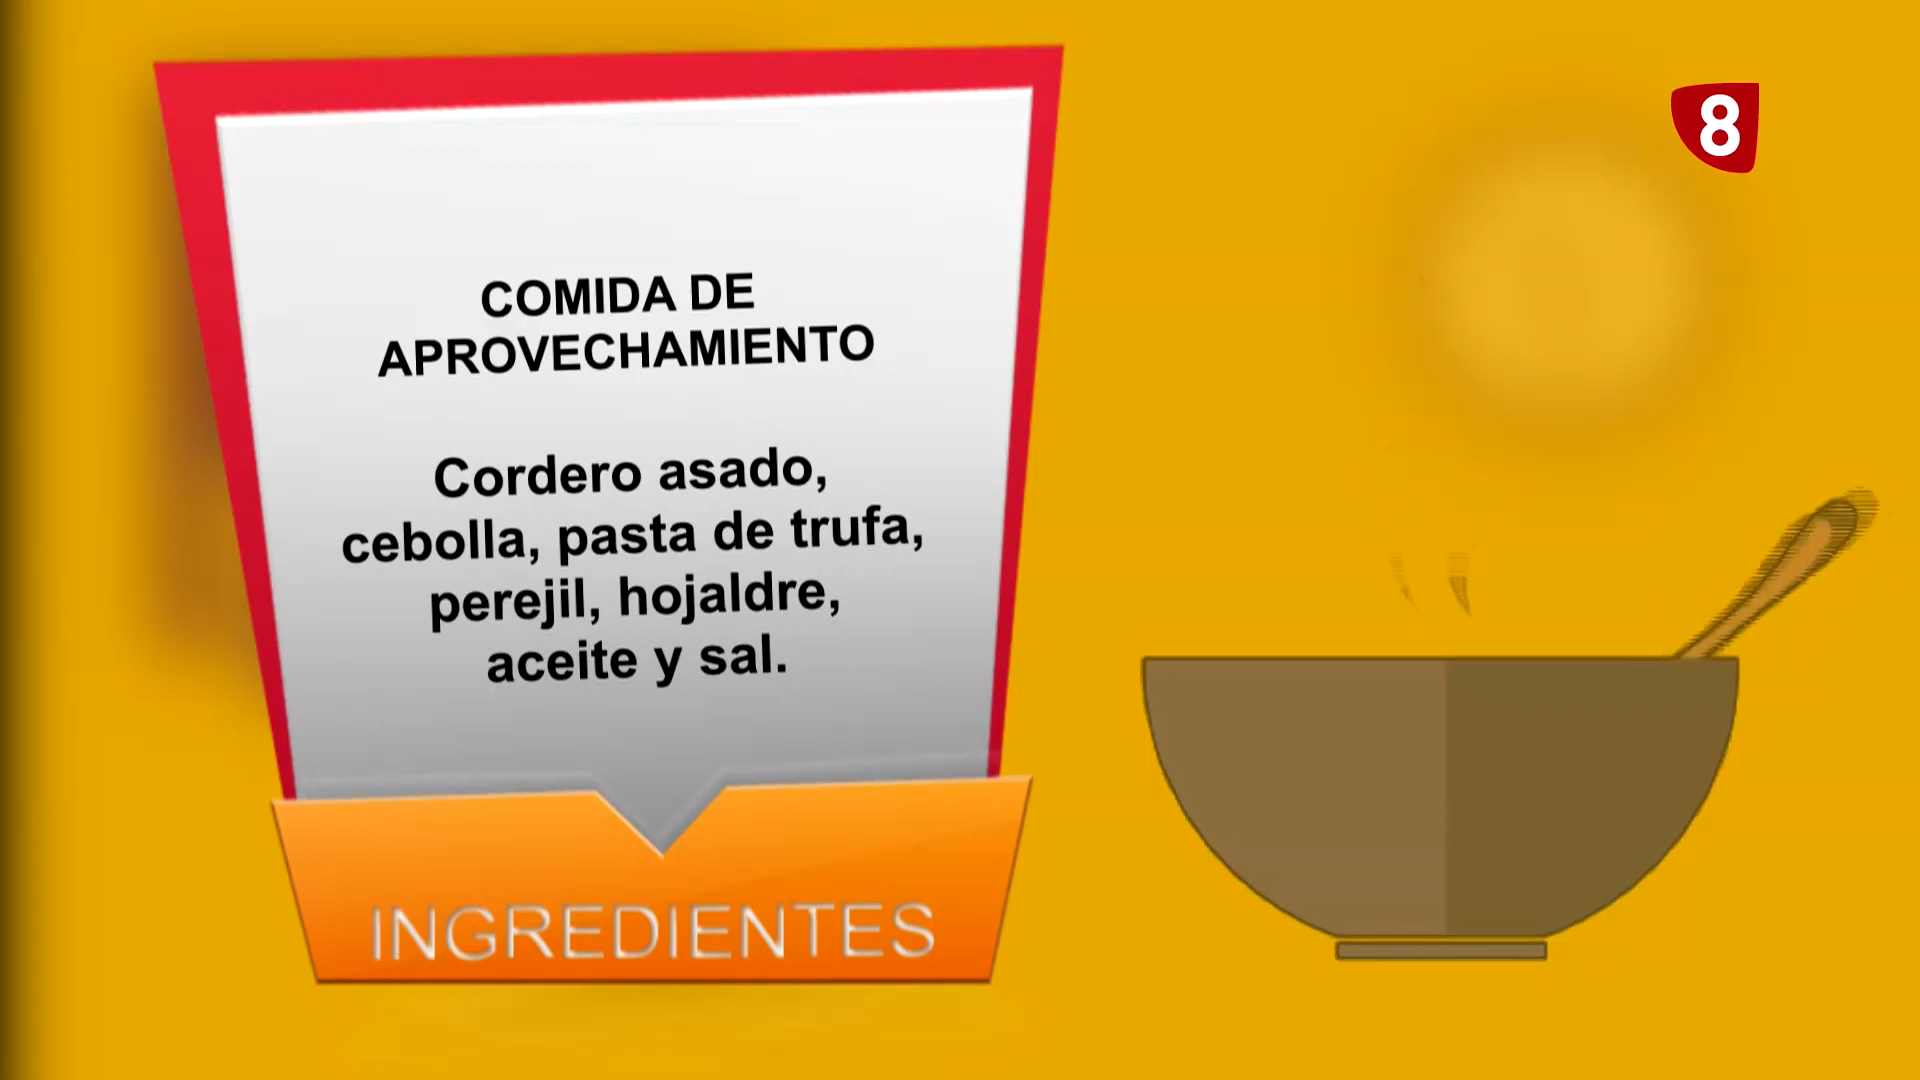 8
COMIDA DE
APROVECHAMIENTO
Cordero asado,
cebolla, pasta de trufa,
perejil, hojaldre,
aceite y sal.
INGREDIENTES